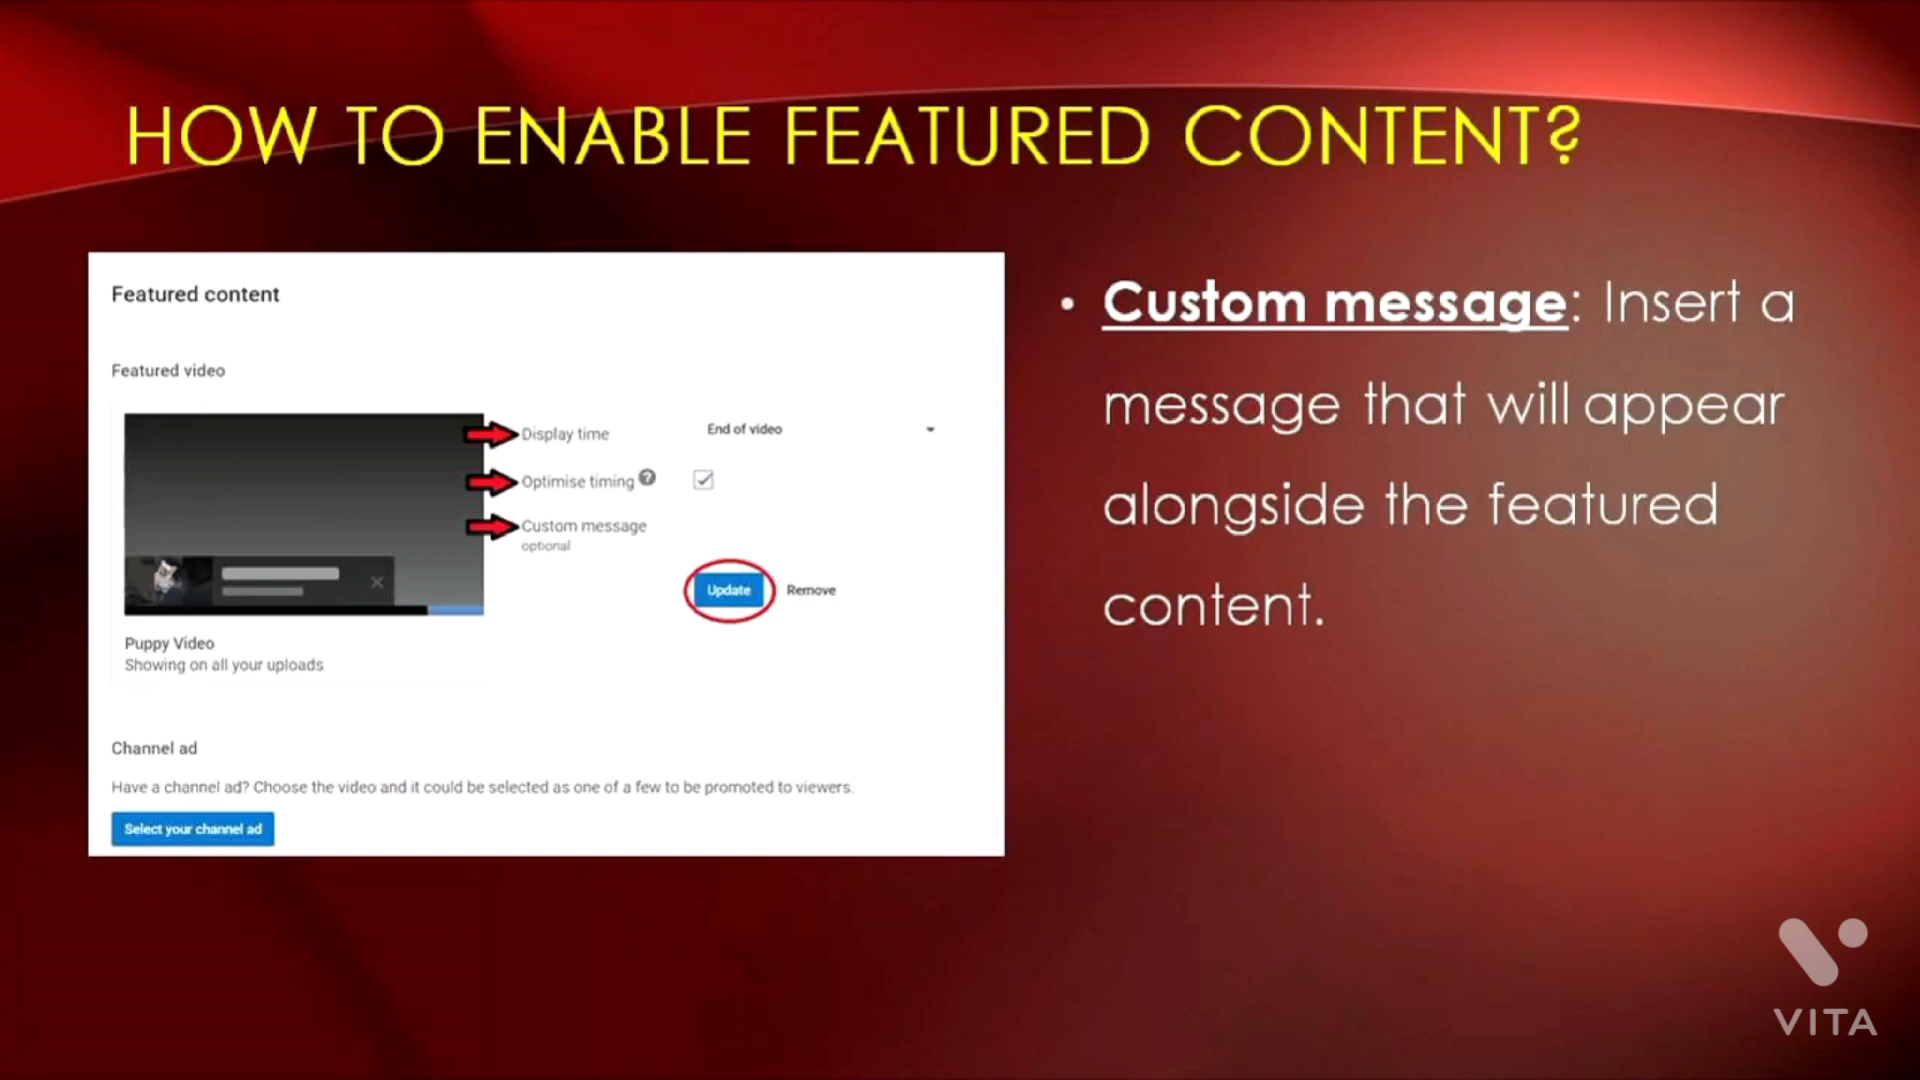 HOW TO ENABLE FEATURED CONTENT?
Featured content
Featured video
Display time
End of video
Optimise timing ?
Custom message
optional
Update
Remove
Puppy Video
Showing on all your uploads
Channel ad
Have a channel ad? Choose the video and it could be selected as one of a few to be promoted to viewers.
Select your channel ad
• Custom message: Insert a
message that will appear
alongside the featured
content.
VITA